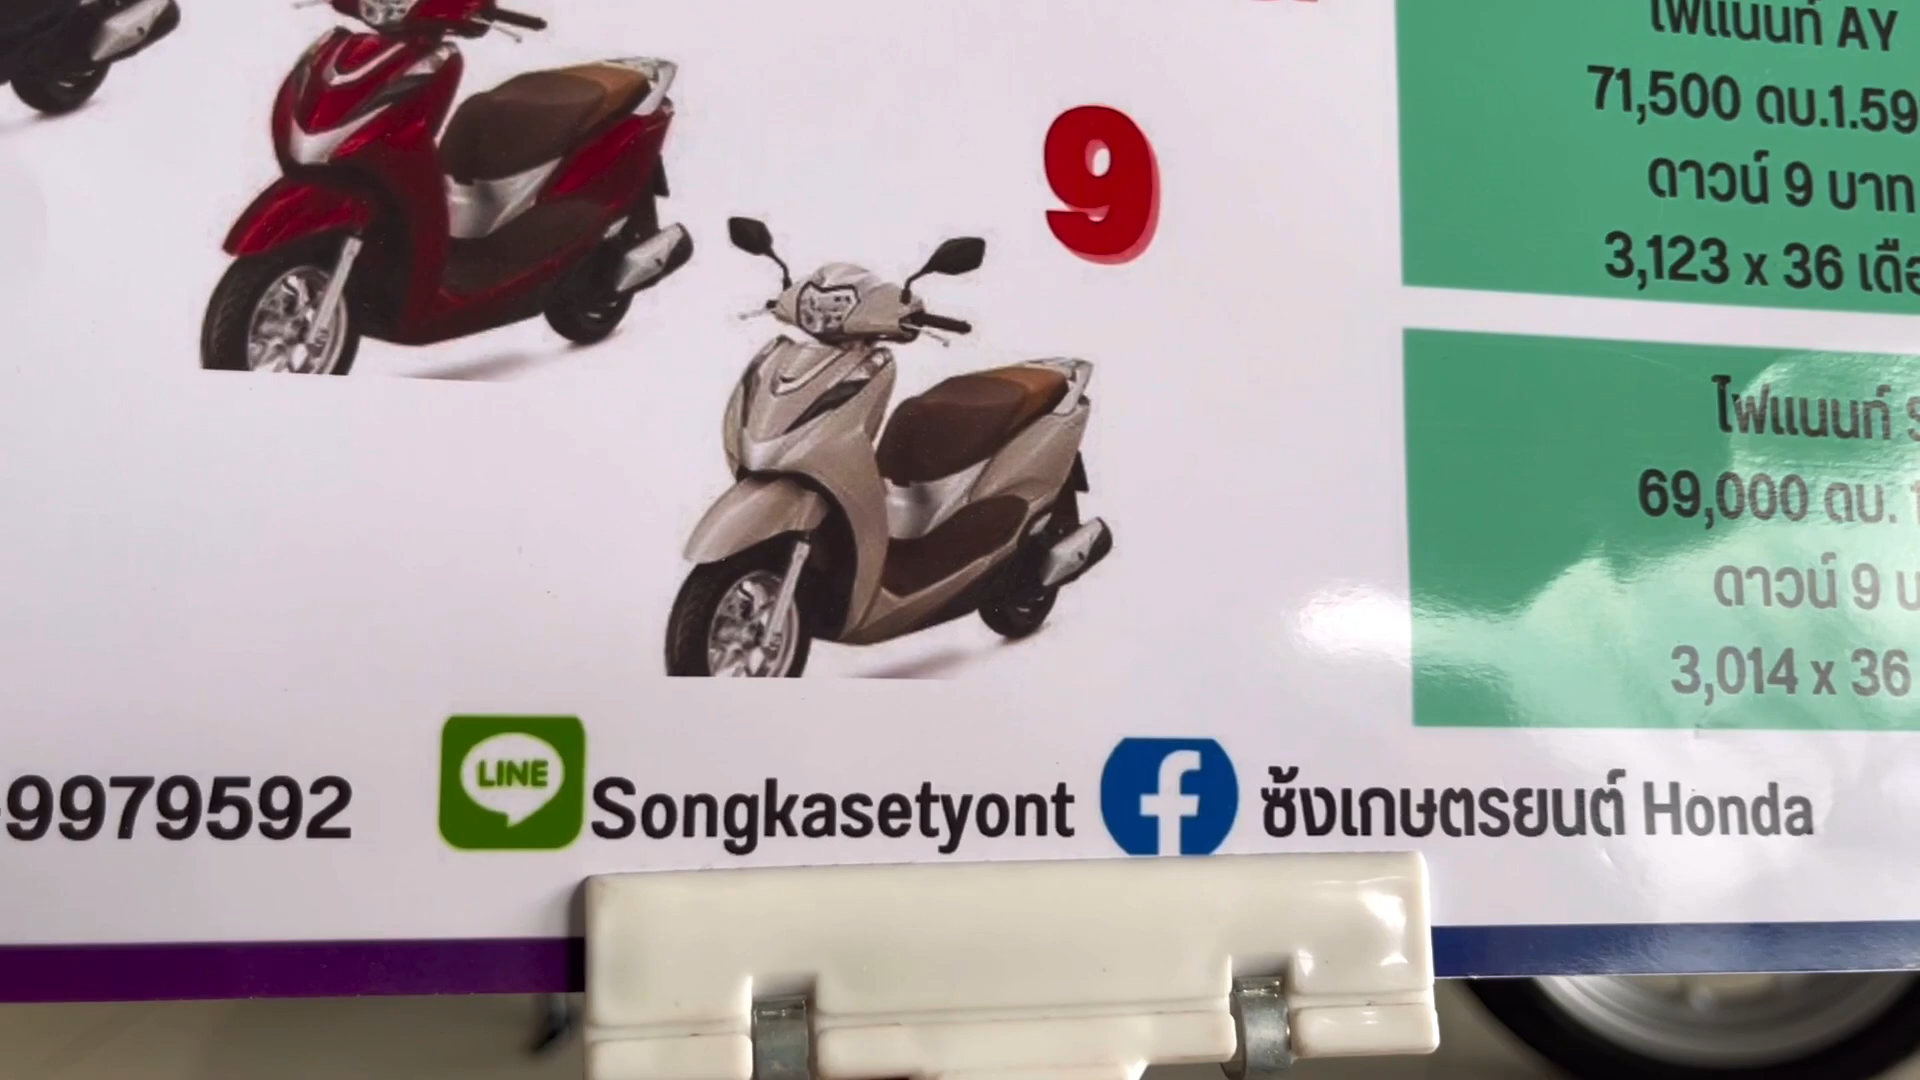 ไฟแนนท์ AY
71,500 ดบ.1.59
ดาวน์ 9 บาท
3,123 x 36
9
ไฟแนนท์
69,000 ดบ.
ดาวน์ 9
3,014 x 36
9979592 LINE Songkasetyont f ซ้งเกษตรยนต์ Honda